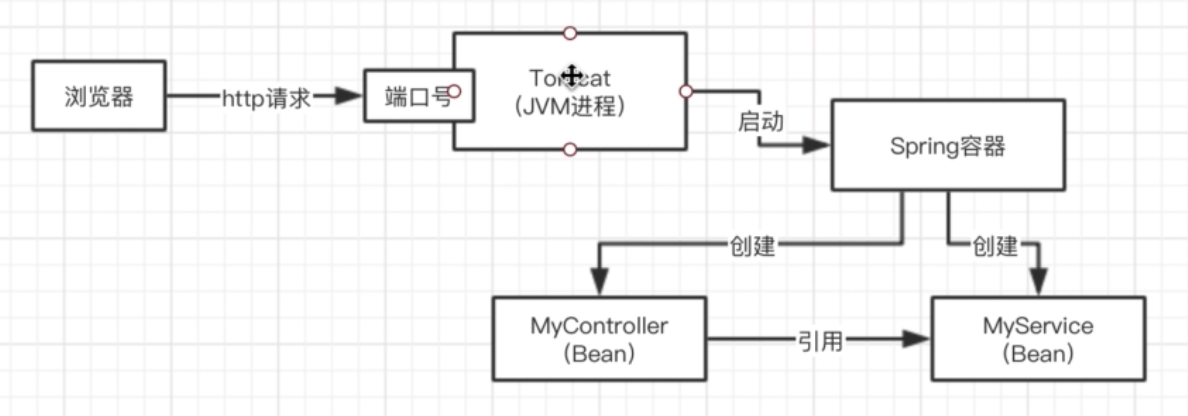 浏览器
http请求
端口号
Tomcat
（JVM进程）
启动
Spring容器
创建
创建
MyController
（Bean）
引用
MyService
（Bean）